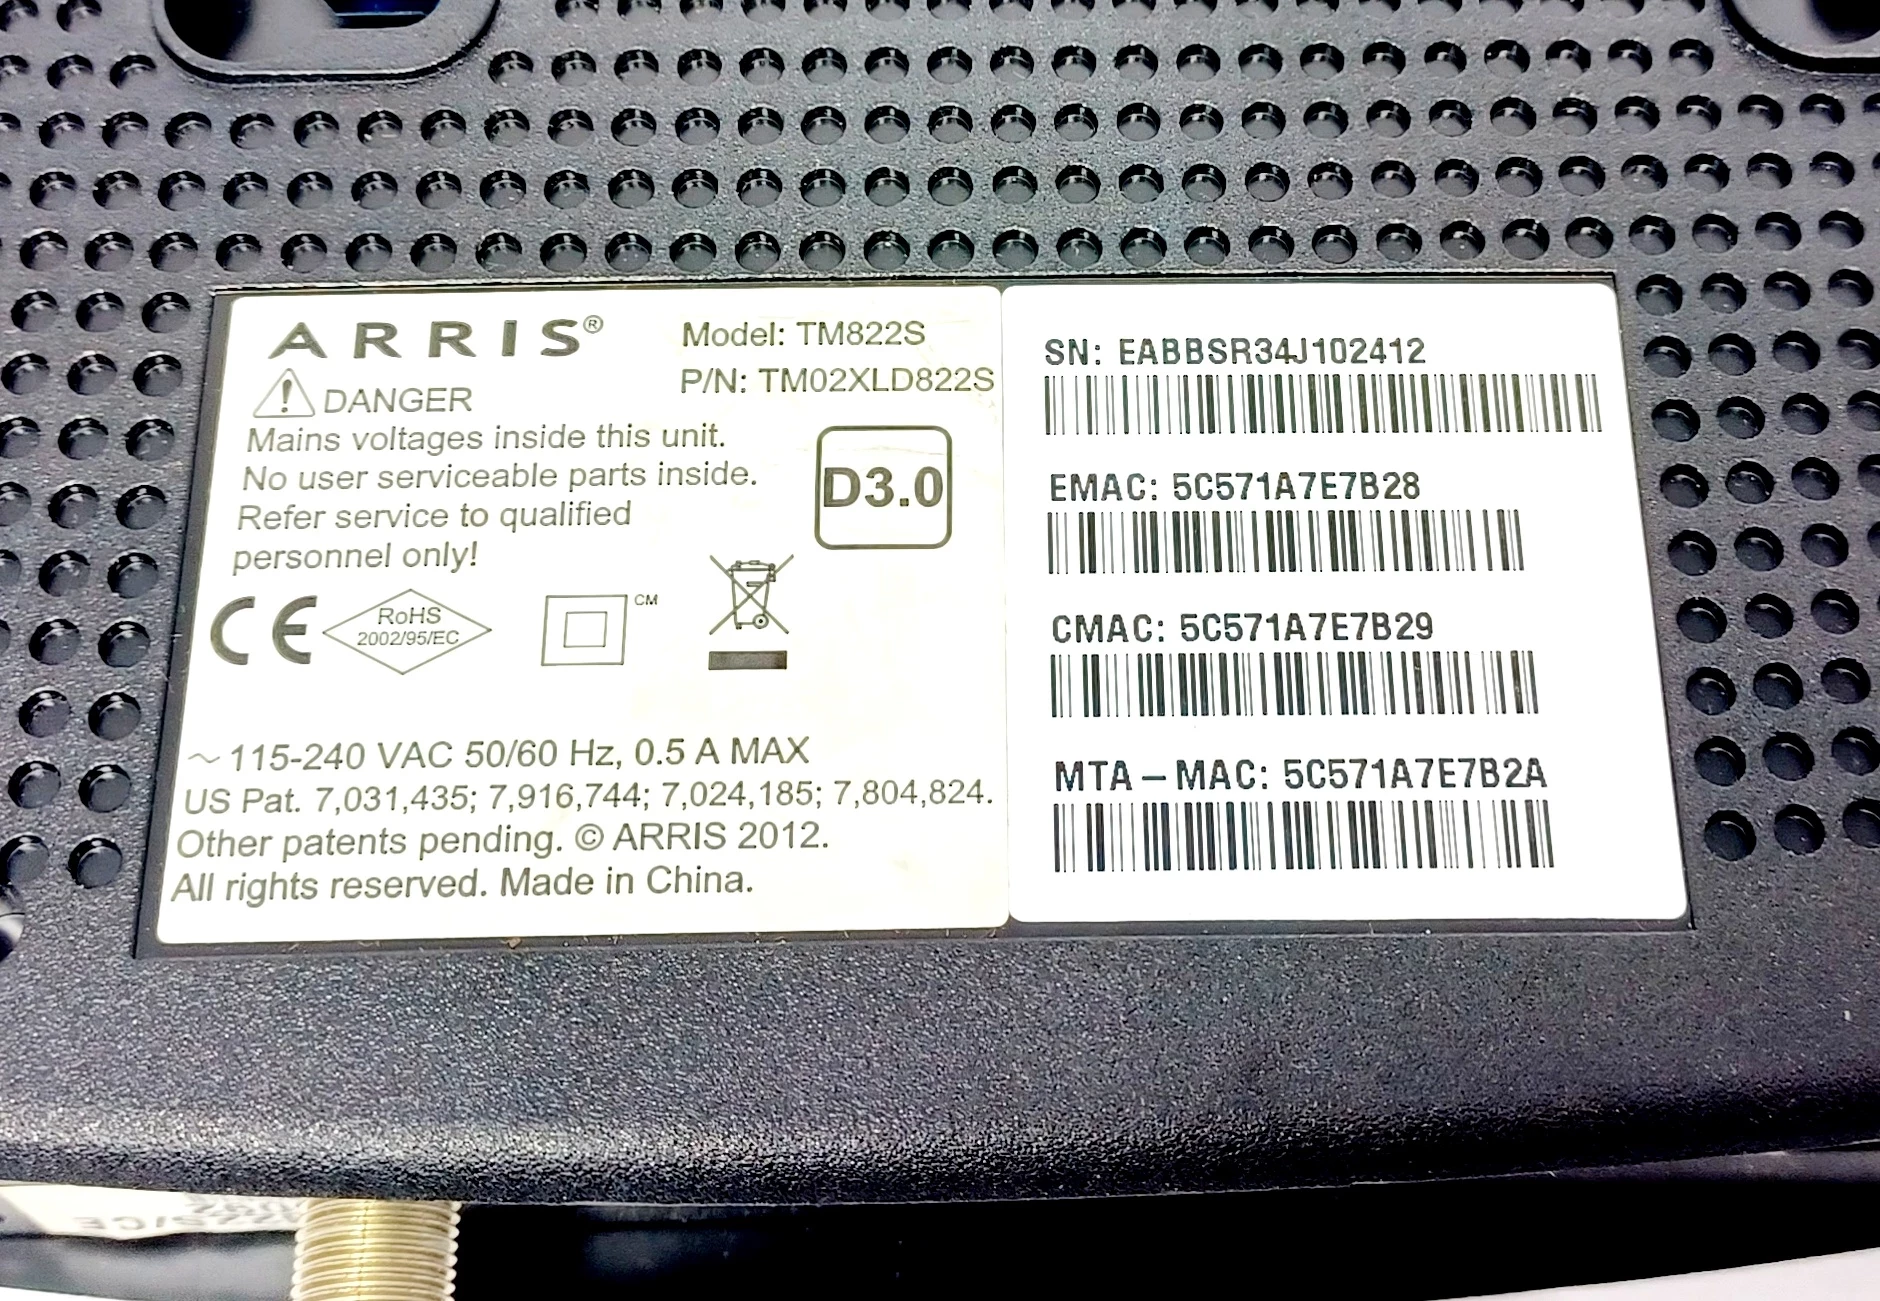 ARRIS®
Model: TM822S
P/N: TM02XLD822S
DANGER
Mains voltages inside this unit.
No user serviceable parts inside.
Refer service to qualified
personnel only!
D3.0
CE
RoHS
2002/95/EC
CM
~ 115-240 VAC 50/60 Hz, 0.5 A MAX
US Pat. 7,031,435; 7,916,744; 7,024,185; 7,804,824.
Other patents pending. © ARRIS 2012.
All rights reserved. Made in China.
SN: EABBSR34J102412
EMAC: 5C571A7E7B28
CMAC: 5C571A7E7B29
MTA – MAC: 5C571A7E7B2A